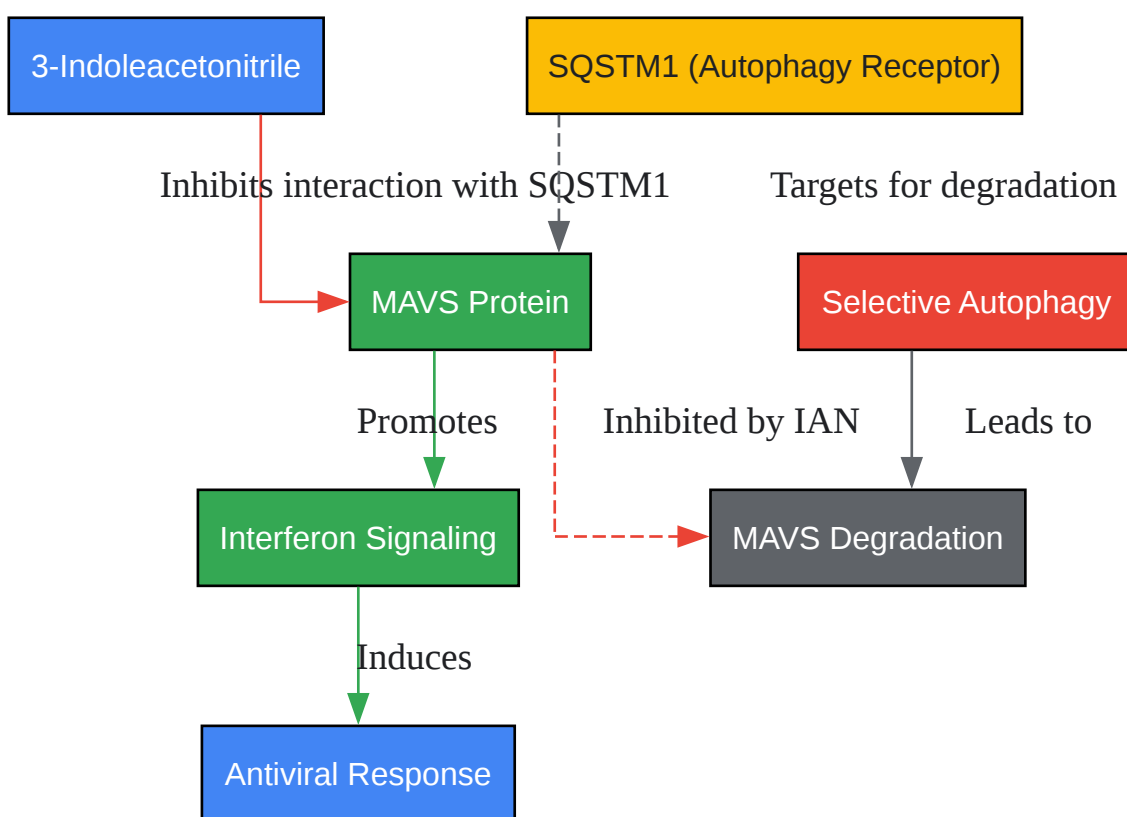 3-Indoleacetonitrile
SQSTM1 (Autophagy Receptor)
Inhibits interaction with SQSTM1
Targets for degradation
MAVS Protein
Selective Autophagy
Promotes
Inhibited by IAN
Leads to
Interferon Signaling
MAVS Degradation
Induces
Antiviral Response